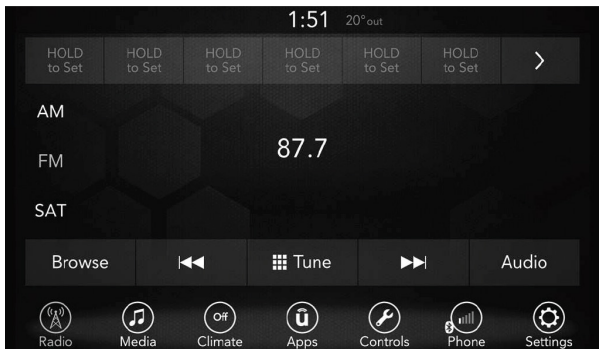 1:51 20° out
HOLD HOLD HOLD HOLD HOLD HOLD
to Set to Set to Set to Set to Set to Set
AM
87.7
FM
SAT
Browse Tune Audio
Off û
Radio Media Climate Apps Controls Phone Settings